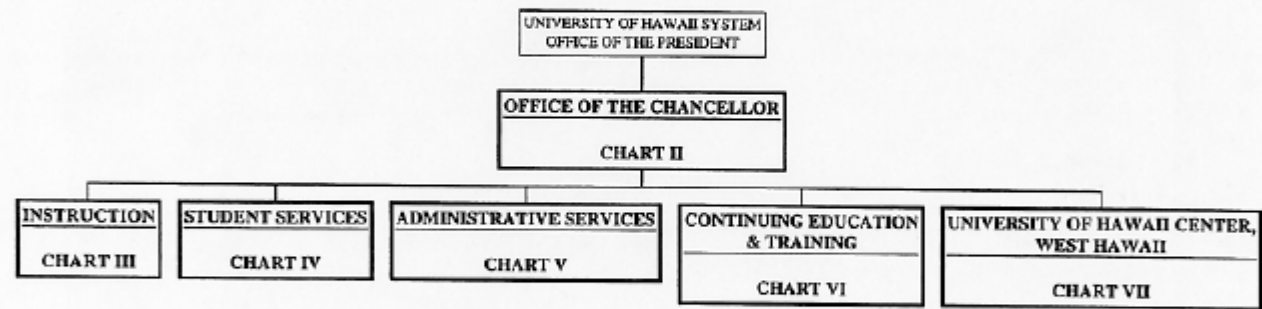 UNIVERSITY OF HAWAII SYSTEM
OFFICE OF THE PRESIDENT
OFFICE OF THE CHANCELLOR
CHART II
INSTRUCTION
CHART III
STUDENT SERVICES
CHART IV
ADMINISTRATIVE SERVICES
CHART V
CONTINUING EDUCATION
& TRAINING
CHART VI
UNIVERSITY OF HAWAII CENTER,
WEST HAWAII
CHART VII